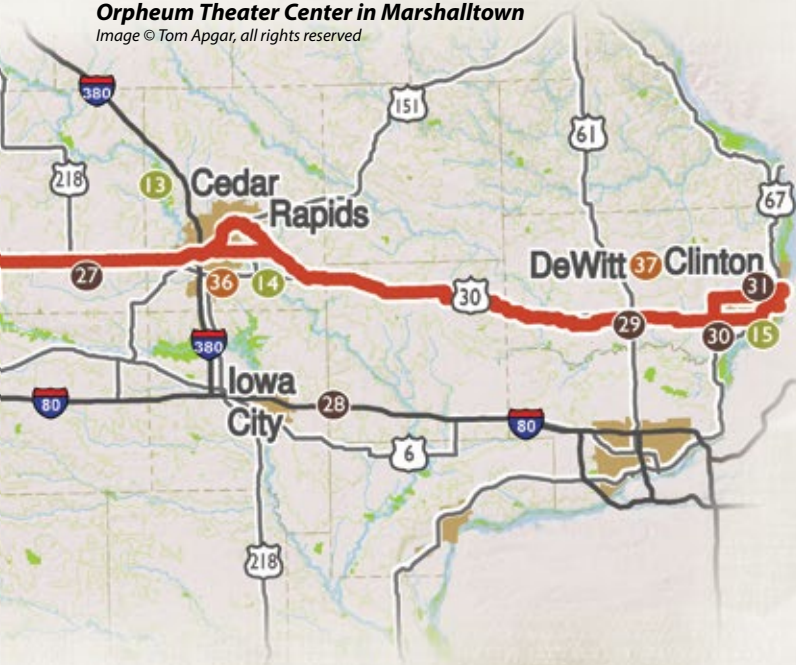 Orpheum Theater Center in Marshalltown
Image © Tom Apgar, all rights reserved
380
151
61
218
13
Cedar
Rapids
67
DeWitt 37 Clinton
27
36
14
30
31
29
30
15
380
Iowa
City
80
28
80
6
218